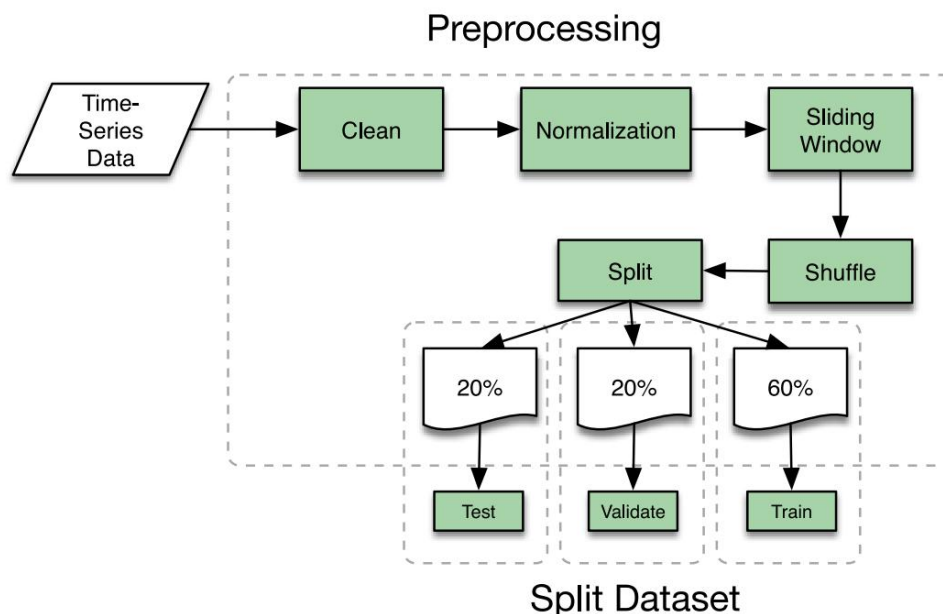 Preprocessing
Time-
Series
Data
Clean
Normalization
Sliding
Window
Split
Shuffle
20%
20%
60%
Test
Validate
Train
Split Dataset